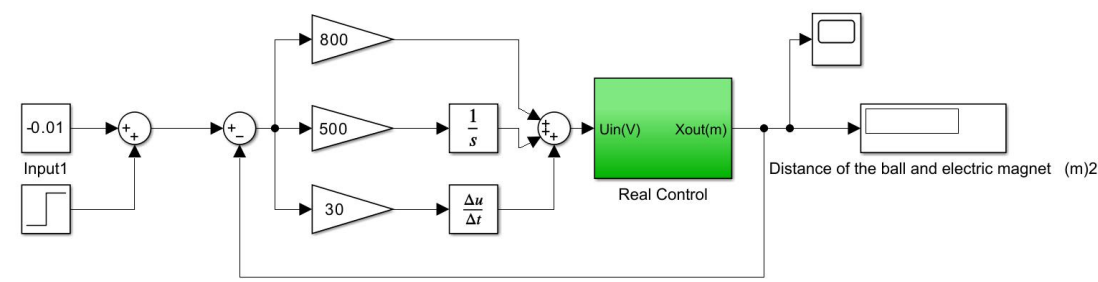 800
-0.01
Input1
+
+
+
−
500
1
s
+
+
+
Uin(V)
Xout(m)
Real Control
Distance of the ball and electric magnet (m)2
30
Δu
Δt